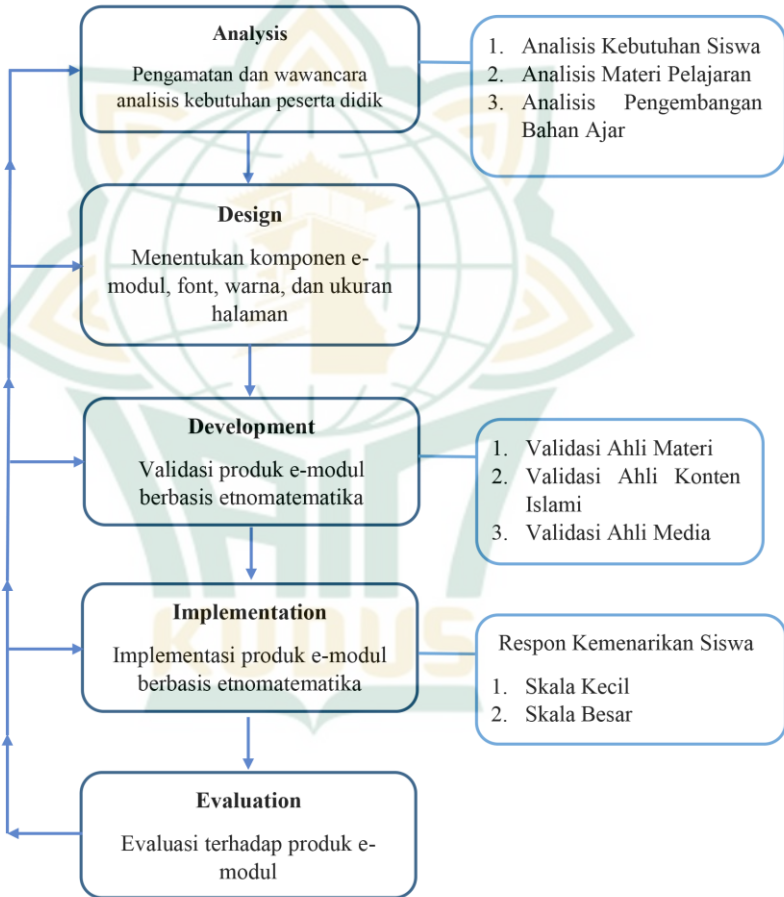 Analysis
Pengamatan dan wawancara
analisis kebutuhan peserta didik
1. Analisis Kebutuhan Siswa
2. Analisis Materi Pelajaran
3. Analisis Pengembangan
Bahan Ajar
Design
Menentukan komponen e-
modul, font, warna, dan ukuran
halaman
Development
Validasi produk e-modul
berbasis etnomatematika
1. Validasi Ahli Materi
2. Validasi Ahli Konten
Islami
3. Validasi Ahli Media
Implementation
Implementasi produk e-modul
berbasis etnomatematika
Respon Kemenarikan Siswa
1. Skala Kecil
2. Skala Besar
Evaluation
Evaluasi terhadap produk e-
modul
IAIN
KUDUS